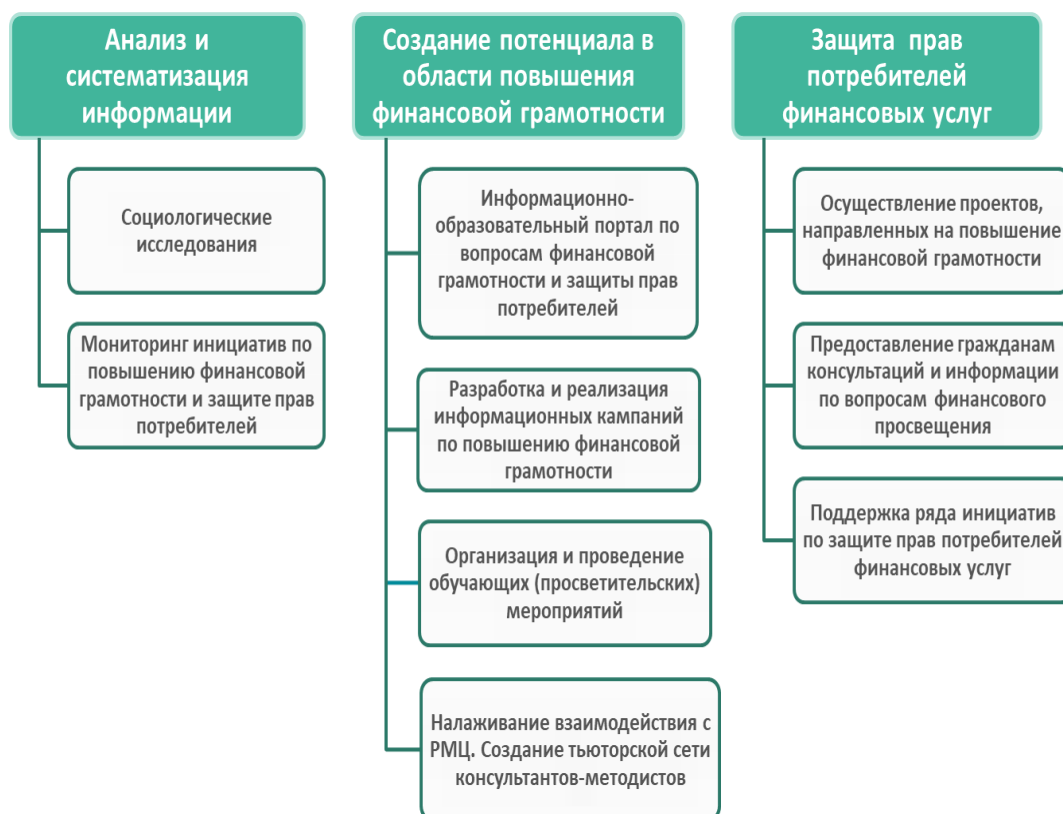 Анализ и
систематизация
информации
Социологические
исследования
Мониторинг инициатив по
повышению финансовой
грамотности и защите прав
потребителей
Создание потенциала в
области повышения
финансовой грамотности
Информационно-
образовательный портал по
вопросам финансовой
грамотности и защиты прав
потребителей
Разработка и реализация
информационных кампаний
по повышению финансовой
грамотности
Организация и проведение
обучающих (просветительских)
мероприятий
Налаживание взаимодействия с
РМЦ. Создание тьюторской сети
консультантов-методистов
Защита прав
потребителей
финансовых услуг
Осуществление проектов,
направленных на повышение
финансовой грамотности
Предоставление гражданам
консультаций и информации
по вопросам финансового
просвещения
Поддержка ряда инициатив
по защите прав потребителей
финансовых услуг